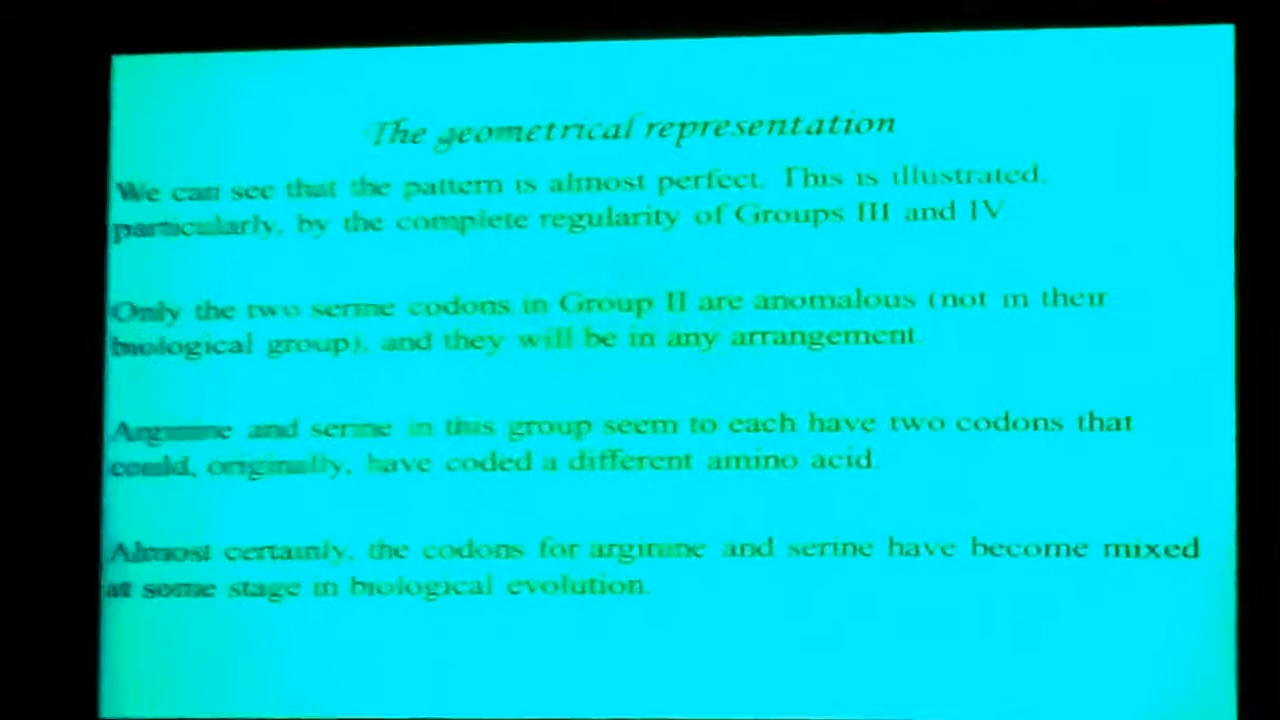 The geometrical representation
We can see that the pattern is almost perfect. This is illustrated,
particularly, by the complete regularity of Groups III and IV
Only the two serine codons in Group II are anomalous (not in their
biological group), and they will be in any arrangement.
Arginine and serine in this group seem to each have two codons that
could, originally, have coded a different amino acid.
Almost certainly, the codons for arginine and serine have become mixed
at some stage in biological evolution.